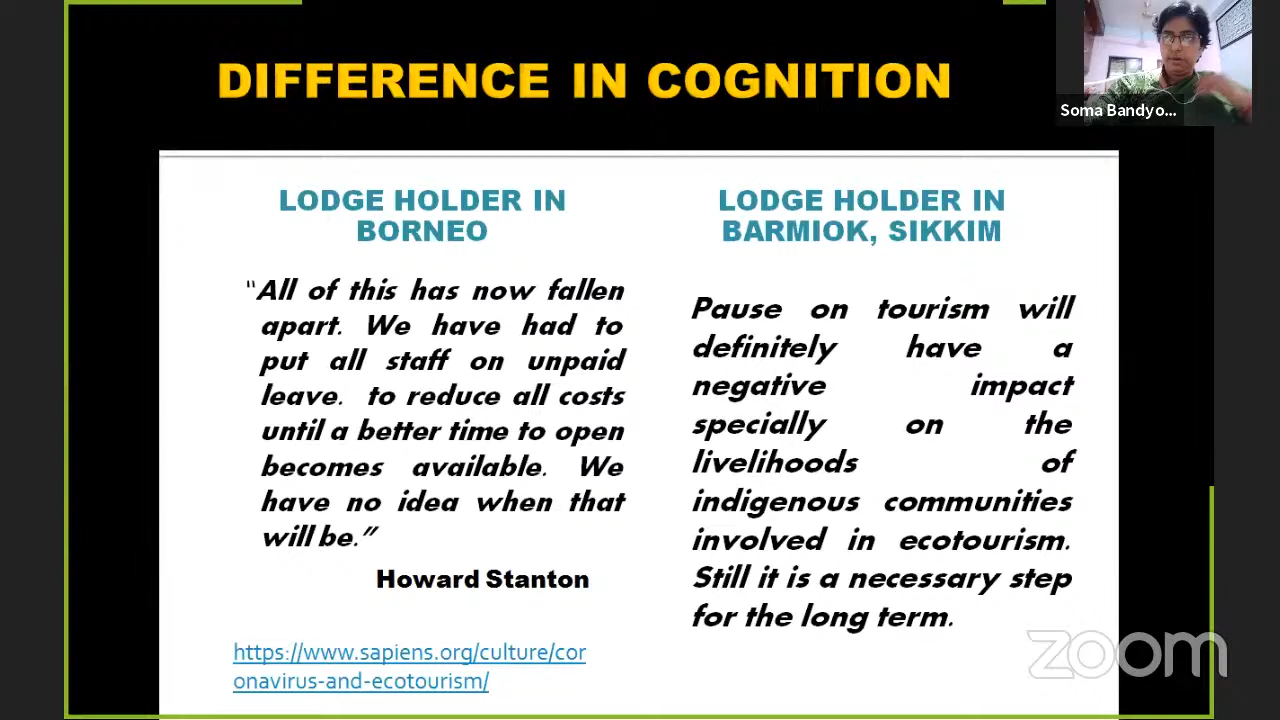 DIFFERENCE IN COGNITION
Soma Bandyo...
LODGE HOLDER IN
BORNEO
"All of this has now fallen
apart. We have had to
put all staff on unpaid
leave. to reduce all costs
until a better time to open
becomes available. We
have no idea when that
will be."
Howard Stanton
https://www.sapiens.org/culture/cor
onavirus-and-ecotourism/
LODGE HOLDER IN
BARMIOK, SIKKIM
Pause on tourism will
definitely have a
negative impact
specially on the
livelihoods of
indigenous communities
involved in ecotourism.
Still it is a necessary step
for the long term.
zoom